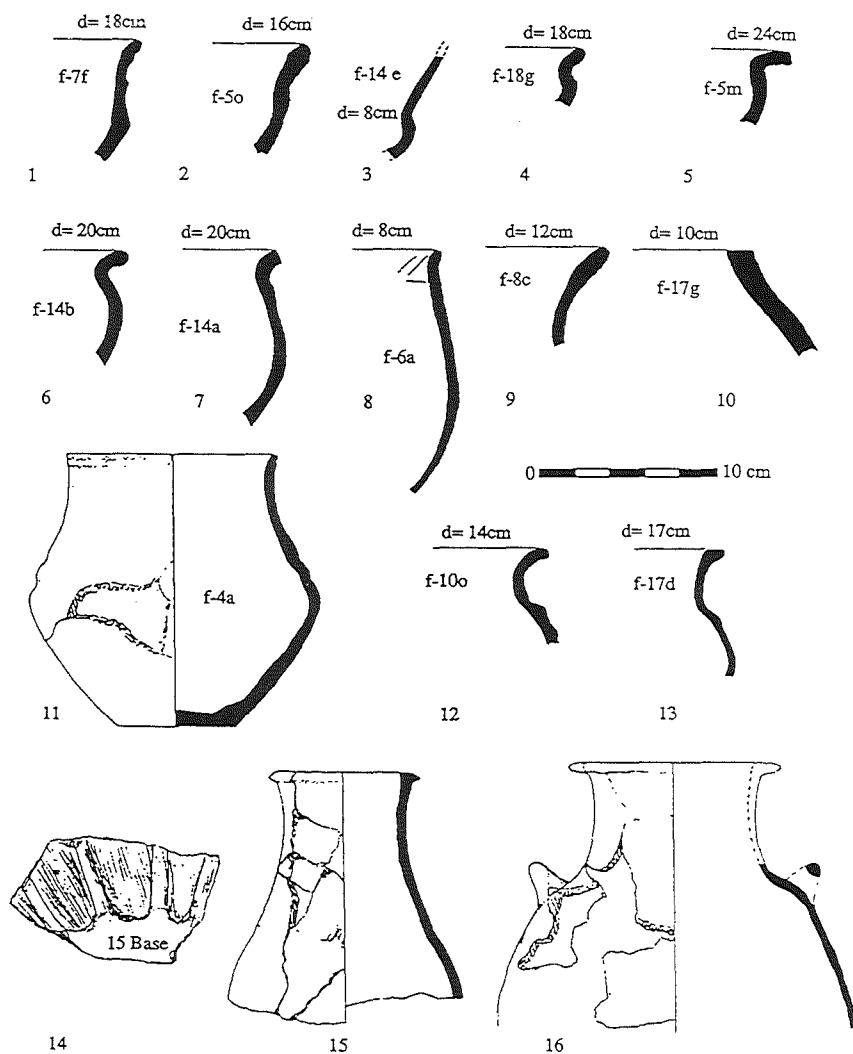 d= 18cm d= 16cm d= 18cm d= 24cm
f-7f f-5o f-14 e f-18g f-5m
d= 8cm
1 2 3 4 5
d= 20cm d= 20cm d= 8cm d= 12cm d= 10cm
f-14b f-14a f-6a f-8c f-17g
6 7 8 9 10
0 10 cm
d= 14cm d= 17cm
f-4a f-10o f-17d
11 12 13
15 Base
14 15 16